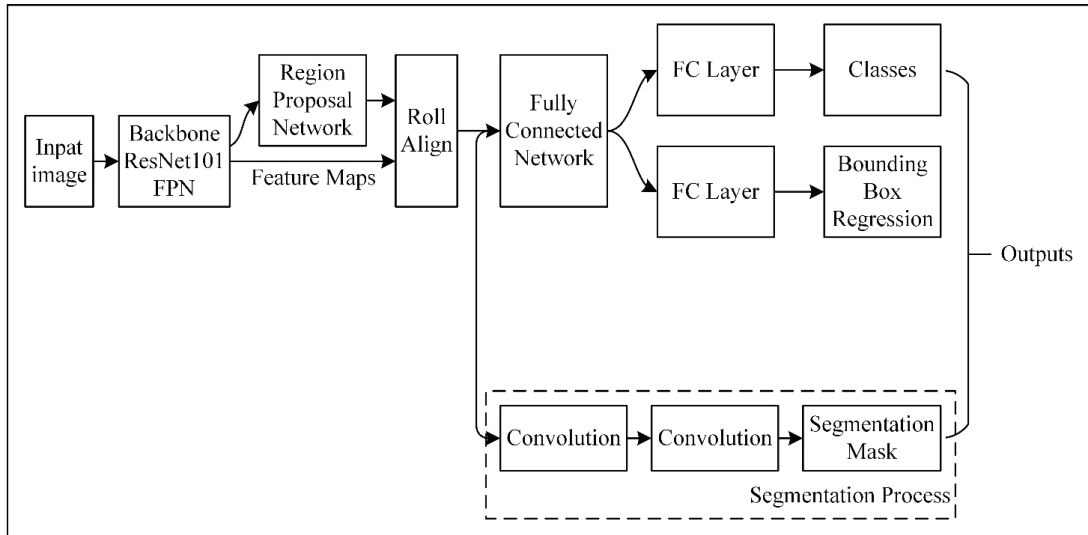 Inpat
image
Backbone
ResNet101
FPN
Region
Proposal
Network
Feature Maps
Roll
Align
Fully
Connected
Network
FC Layer
Classes
FC Layer
Bounding
Box
Regression
Outputs
Convolution
Convolution
Segmentation
Mask
Segmentation Process